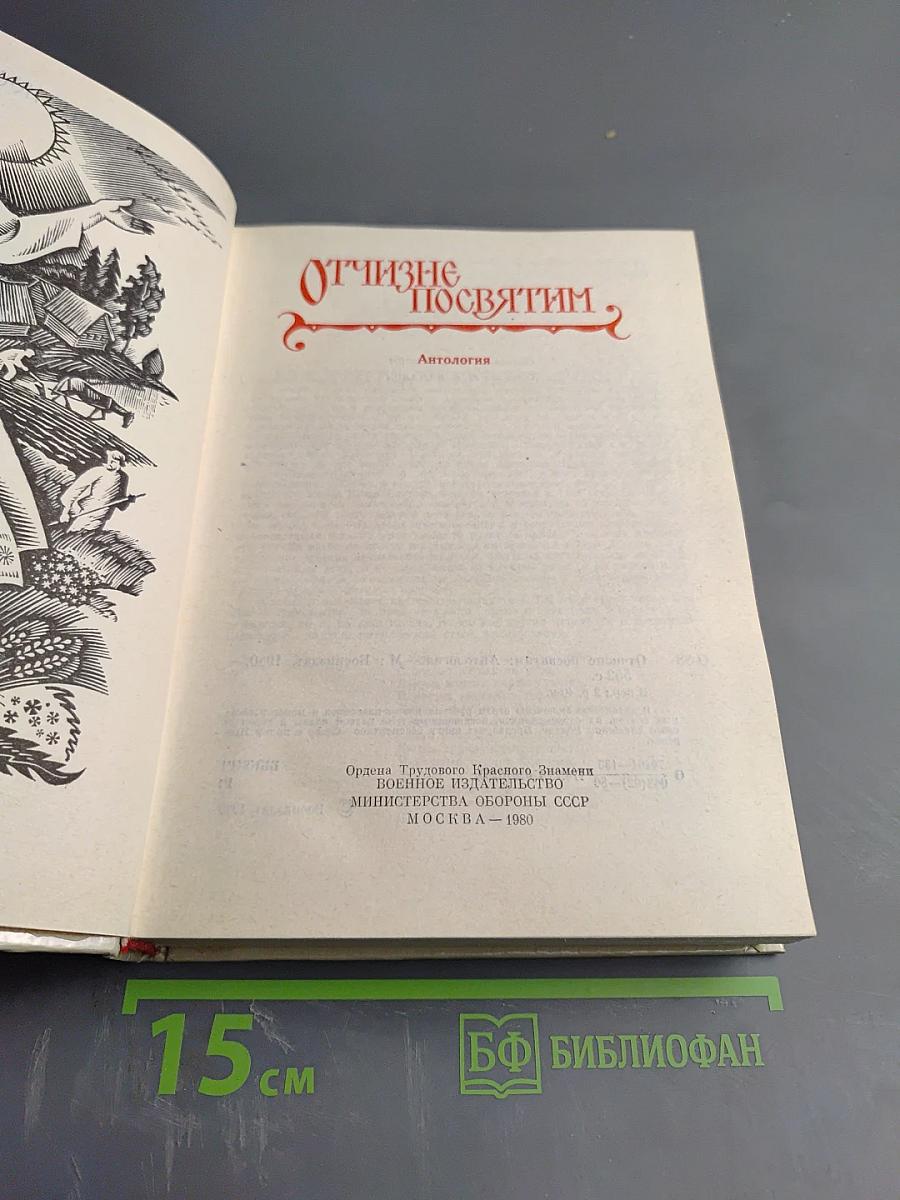 ОТЧИЗНЕ
ПОСВЯТИМ
Антология
Ордена Трудового Красного Знамени
ВОЕННОЕ ИЗДАТЕЛЬСТВО
МИНИСТЕРСТВА ОБОРОНЫ СССР
МОСКВА — 1980
15 см
БФ БИБЛИОФАН